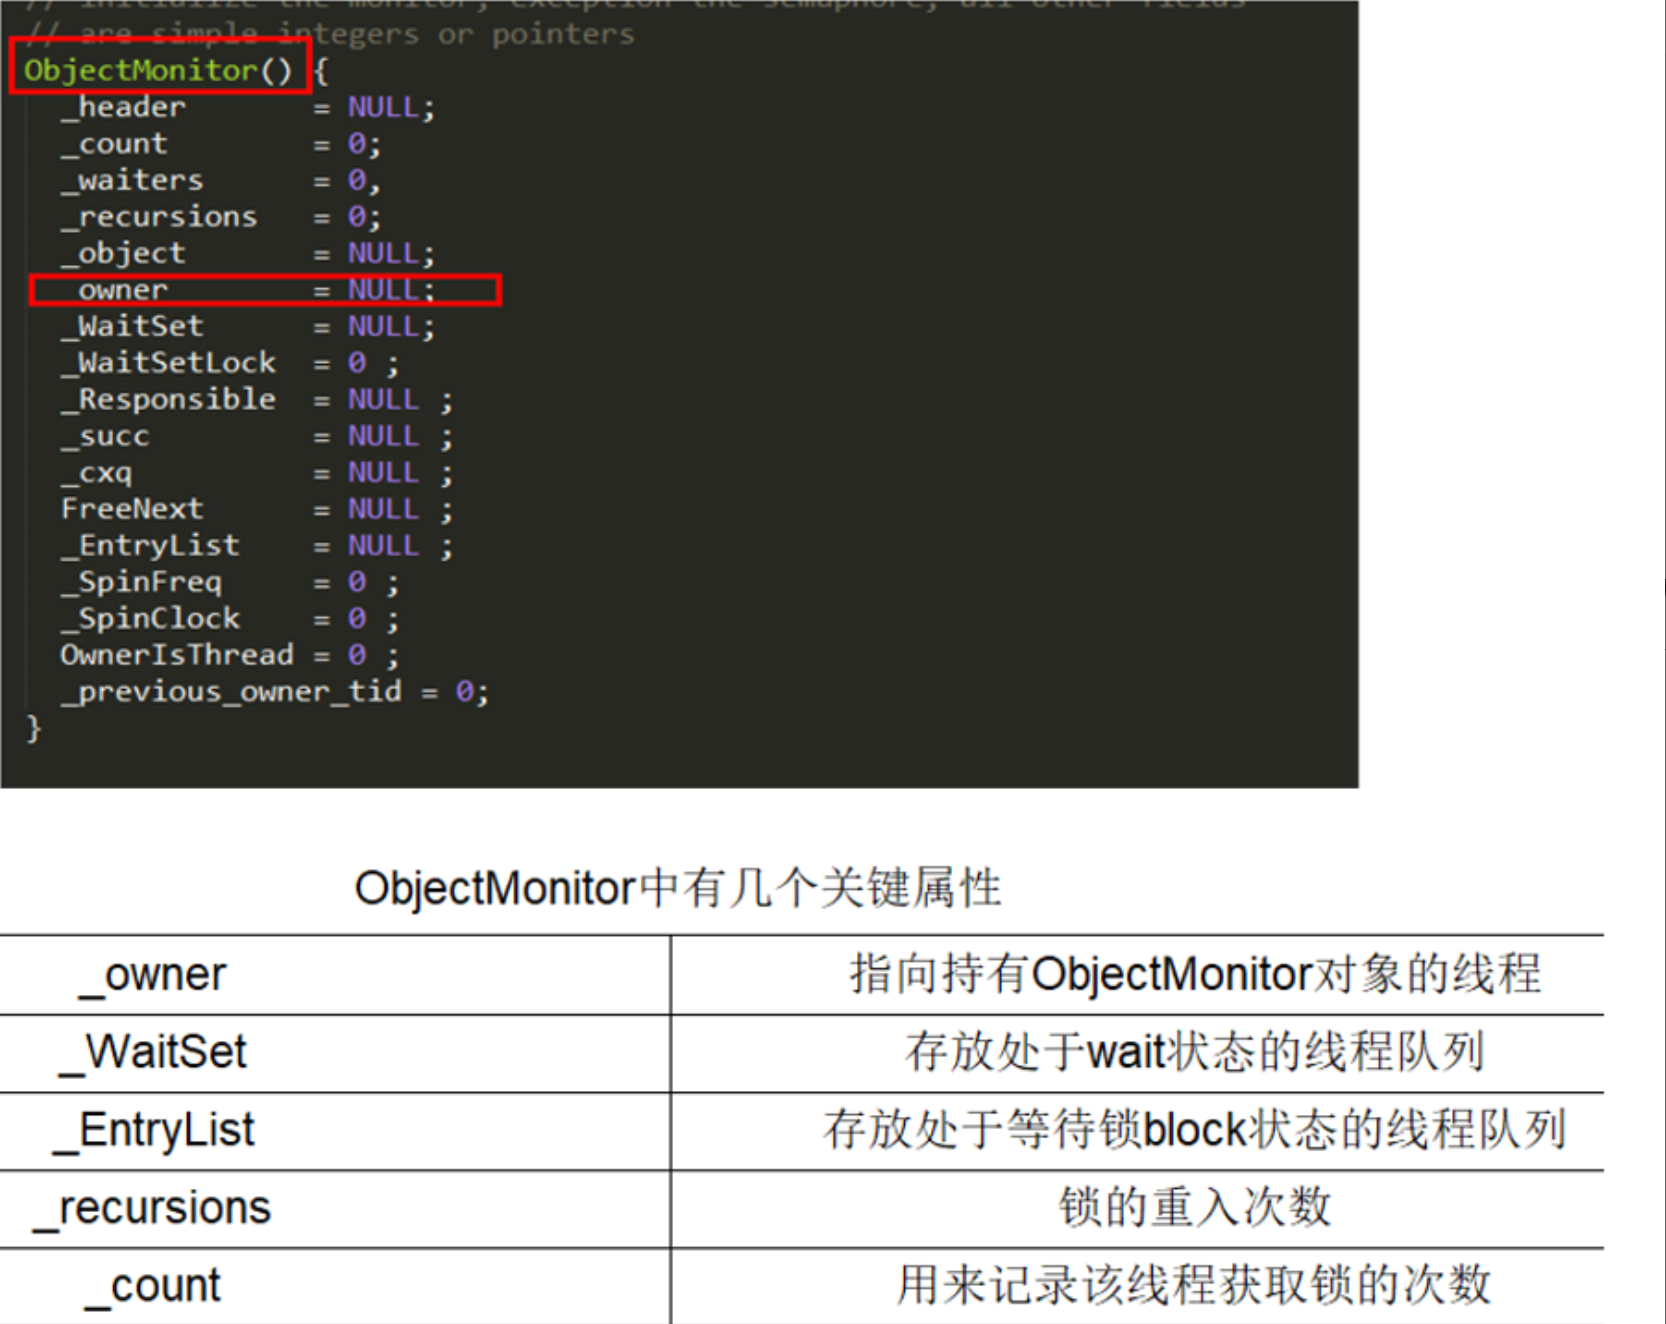 // initialize the monitor, exception the semaphore, all other fields
// are simple integers or pointers
ObjectMonitor() {
_header = NULL;
_count = 0;
_waiters = 0,
_recursions = 0;
_object = NULL;
_owner = NULL;
_WaitSet = NULL;
_WaitSetLock = 0 ;
_Responsible = NULL ;
_succ = NULL ;
_cxq = NULL ;
FreeNext = NULL ;
_EntryList = NULL ;
_SpinFreq = 0 ;
_SpinClock = 0 ;
OwnerIsThread = 0 ;
_previous_owner_tid = 0;
}
ObjectMonitor中有几个关键属性
_owner 指向持有ObjectMonitor对象的线程
_WaitSet 存放处于wait状态的线程队列
_EntryList 存放处于等待锁block状态的线程队列
_recursions 锁的重入次数
_count 用来记录该线程获取锁的次数